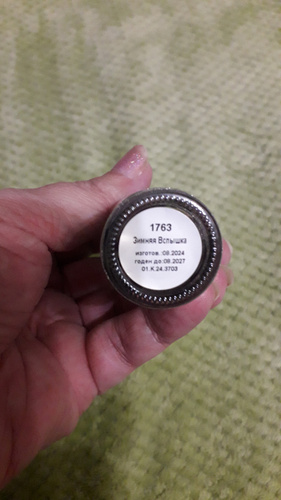 1763
Зимняя Вспышка
изготов.:08.2024
годен до:08.2027
01.К.24.3703